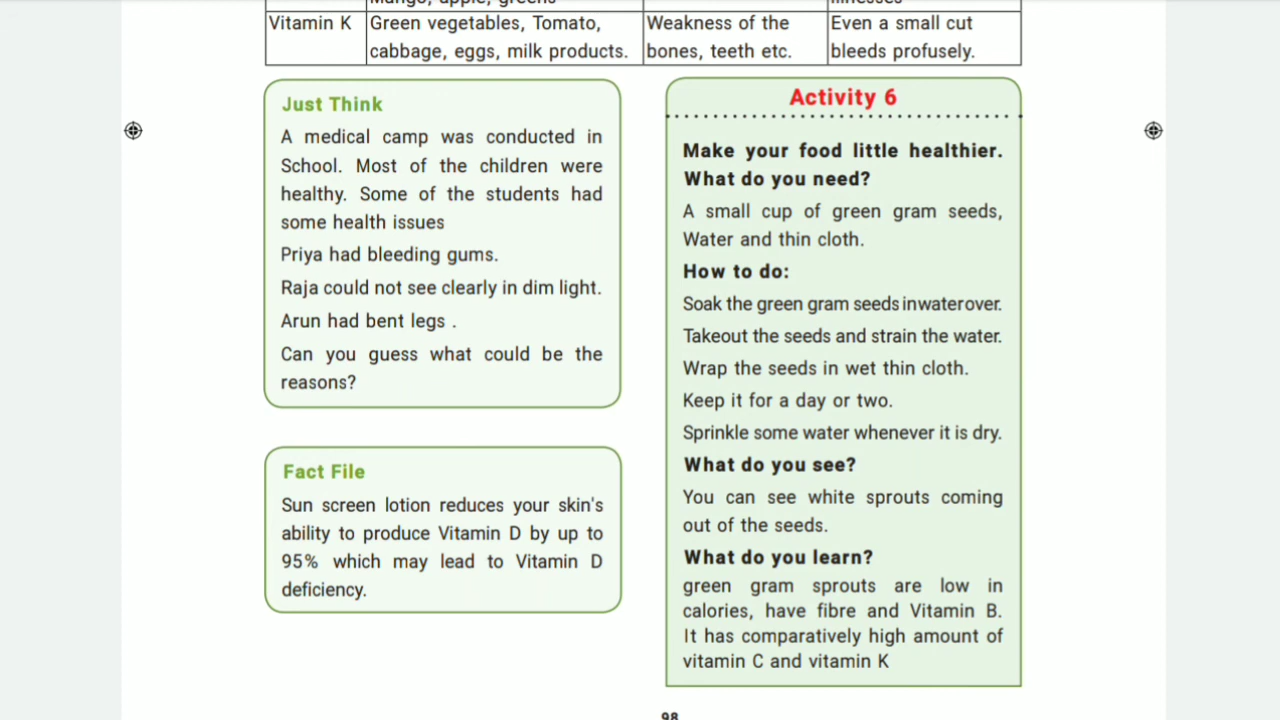 Mango, apple, greens
illnesses
Vitamin K
Green vegetables, Tomato,
cabbage, eggs, milk products.
Weakness of the
bones, teeth etc.
Even a small cut
bleeds profusely.
Just Think
A medical camp was conducted in
School. Most of the children were
healthy. Some of the students had
some health issues
Priya had bleeding gums.
Raja could not see clearly in dim light.
Arun had bent legs .
Can you guess what could be the
reasons?
Fact File
Sun screen lotion reduces your skin's
ability to produce Vitamin D by up to
95% which may lead to Vitamin D
deficiency.
Activity 6
Make your food little healthier.
What do you need?
A small cup of green gram seeds,
Water and thin cloth.
How to do:
Soak the green gram seeds inwaterover.
Takeout the seeds and strain the water.
Wrap the seeds in wet thin cloth.
Keep it for a day or two.
Sprinkle some water whenever it is dry.
What do you see?
You can see white sprouts coming
out of the seeds.
What do you learn?
green gram sprouts are low in
calories, have fibre and Vitamin B.
It has comparatively high amount of
vitamin C and vitamin K
98